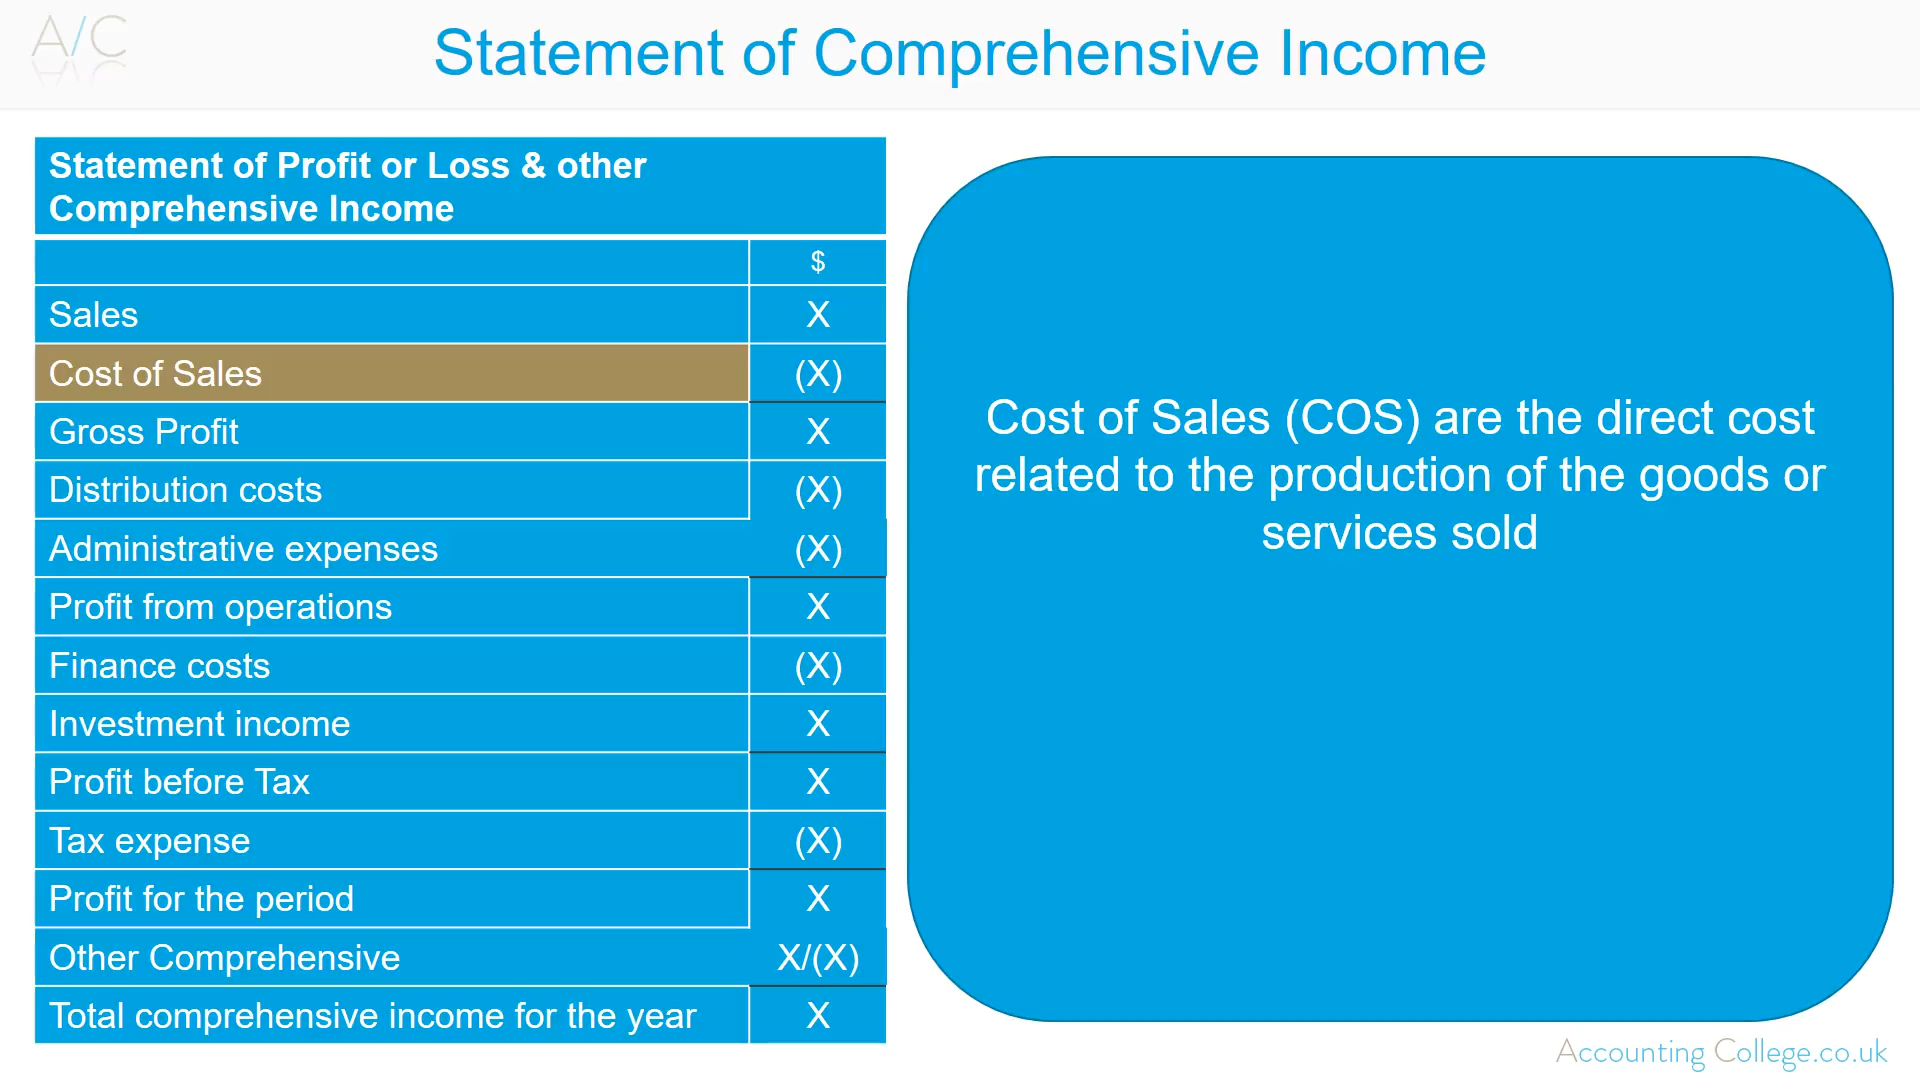 A/C
Statement of Comprehensive Income
Statement of Profit or Loss & other
Comprehensive Income
$
Sales X
Cost of Sales (X)
Gross Profit X
Distribution costs (X)
Administrative expenses (X)
Profit from operations X
Finance costs (X)
Investment income X
Profit before Tax X
Tax expense (X)
Profit for the period X
Other Comprehensive X/(X)
Total comprehensive income for the year X
Cost of Sales (COS) are the direct cost
related to the production of the goods or
services sold
Accounting College.co.uk